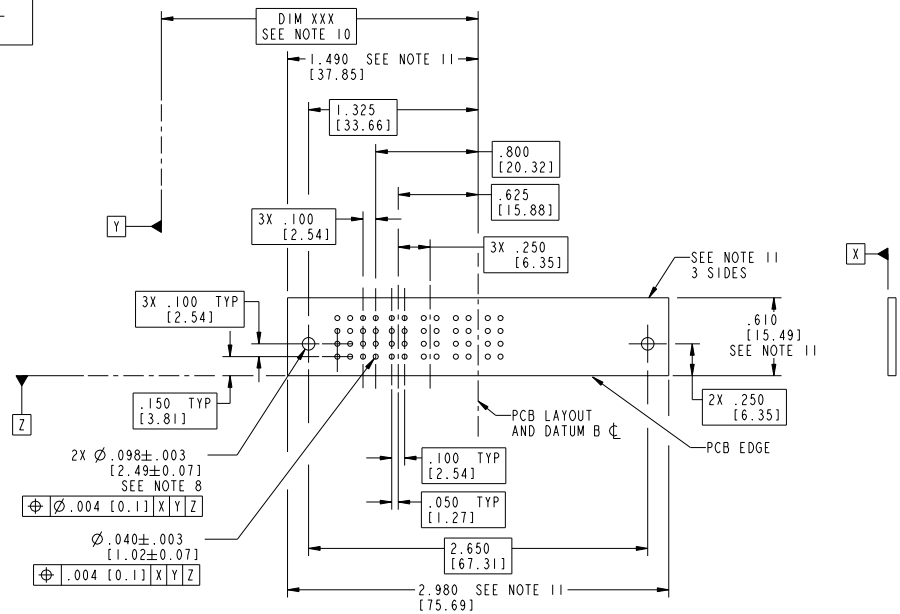 DIM XXX
SEE NOTE 10
1.490 SEE NOTE 11
[37.85]
1.325
[33.66]
.800
[20.32]
.625
[15.88]
3X .100
[2.54]
3X .250
[6.35]
Y
X
SEE NOTE 11
3 SIDES
3X .100 TYP
[2.54]
.610
[15.49]
SEE NOTE 11
.150 TYP
[3.81]
Z
2X .250
[6.35]
PCB LAYOUT
AND DATUM B ℄
PCB EDGE
2X Ø.098±.003
[2.49±0.07]
SEE NOTE 8
⌖ Ø.004 [0.1] X Y Z
.100 TYP
[2.54]
.050 TYP
[1.27]
Ø.040±.003
[1.02±0.07]
⌖ .004 [0.1] X Y Z
2.650
[67.31]
2.980 SEE NOTE 11
[75.69]